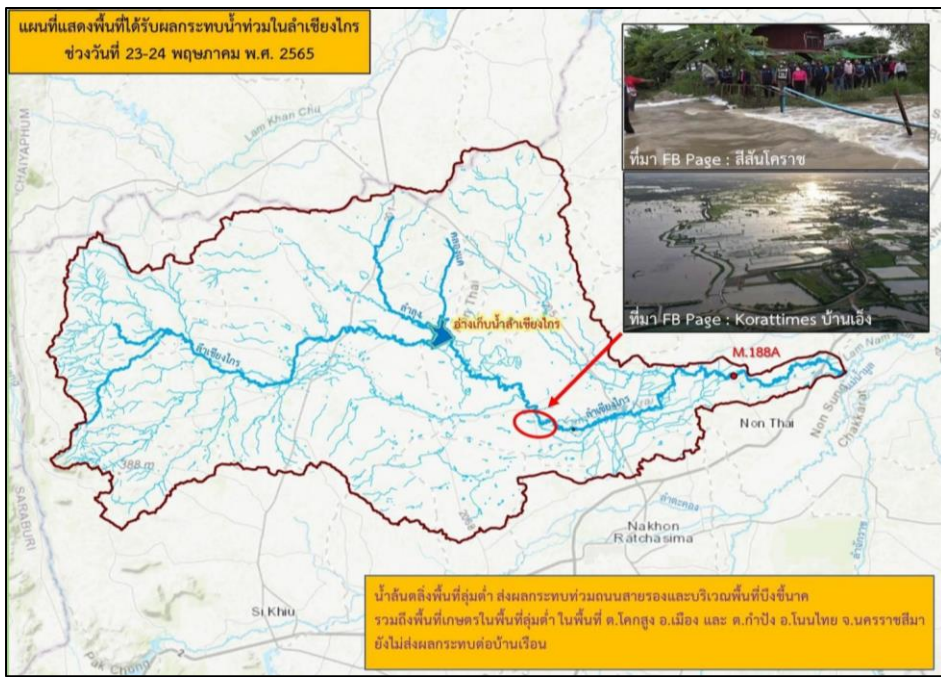 แผนที่แสดงพื้นที่ได้รับผลกระทบน้ำท่วมในลำเชียงไกร
ช่วงวันที่ 23-24 พฤษภาคม พ.ศ. 2565
ที่มา FB Page : สีสันโคราช
ที่มา FB Page : Korattimes บ้านเอ็ง
CHAIYAPHUM
Lam Khan Chu
อ่างเก็บน้ำลำเชียงไกร
ลำเชียงไกร
M.188A
ลำเชียงไกร
Non Thai
Non Sung
Chakkarat
388 m
SARABURI
ลำตะคอง
Nakhon
Ratchasima
Si Khiu
Pak Chong
น้ำล้นตลิ่งพื้นที่ลุ่มต่ำ ส่งผลกระทบท่วมถนนสายรองและบริเวณพื้นที่บึงขี้นาค
รวมถึงพื้นที่เกษตรในพื้นที่ลุ่มต่ำ ในพื้นที่ ต.โคกสูง อ.เมือง และ ต.กำปัง อ.โนนไทย จ.นครราชสีมา
ยังไม่ส่งผลกระทบต่อบ้านเรือน